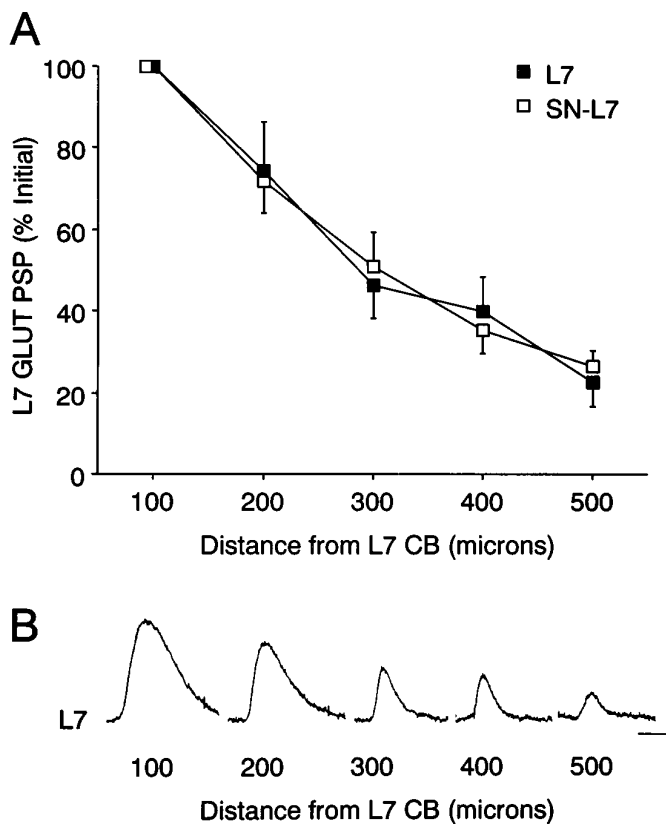 A
L7 GLUT PSP (% Initial)
100
80
60
40
20
0
L7
SN-L7
100 200 300 400 500
Distance from L7 CB (microns)
B
L7
100 200 300 400 500
Distance from L7 CB (microns)